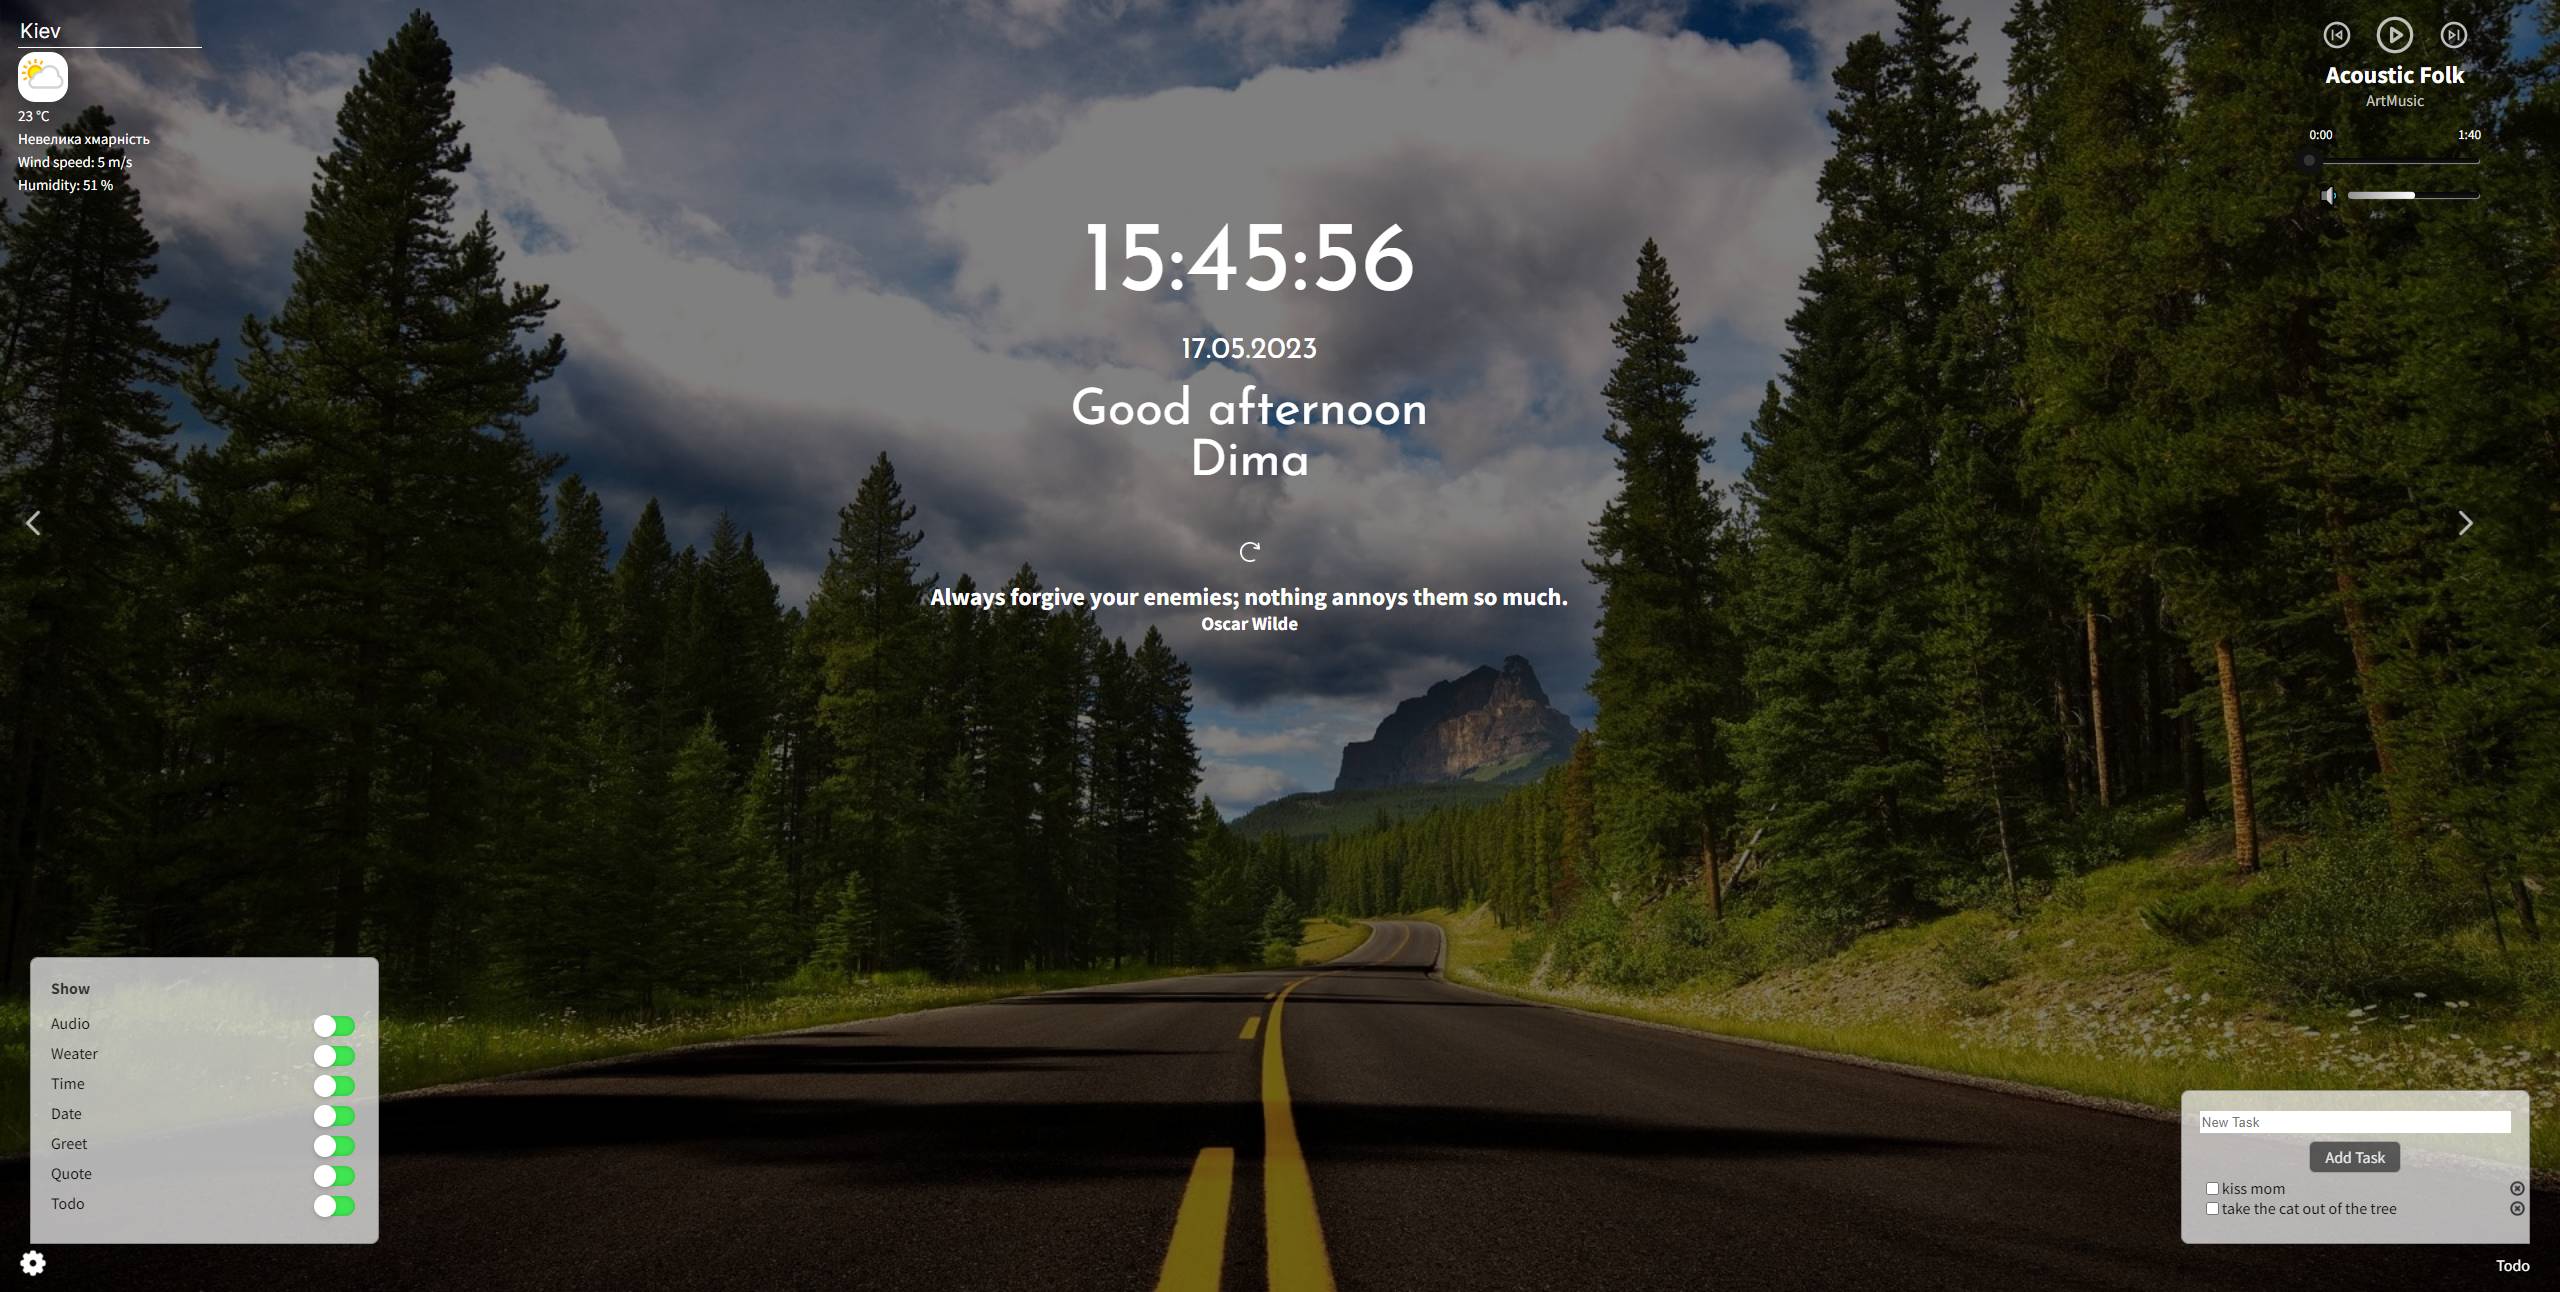 Kiev
23 °C
Невелика хмарність
Wind speed: 5 m/s
Humidity: 51 %
Acoustic Folk
ArtMusic
0:00 1:40
15:45:56
17.05.2023
Good afternoon
Dima
Always forgive your enemies; nothing annoys them so much.
Oscar Wilde
Show
Audio
Weater
Time
Date
Greet
Quote
Todo
New Task
Add Task
kiss mom
take the cat out of the tree
Todo